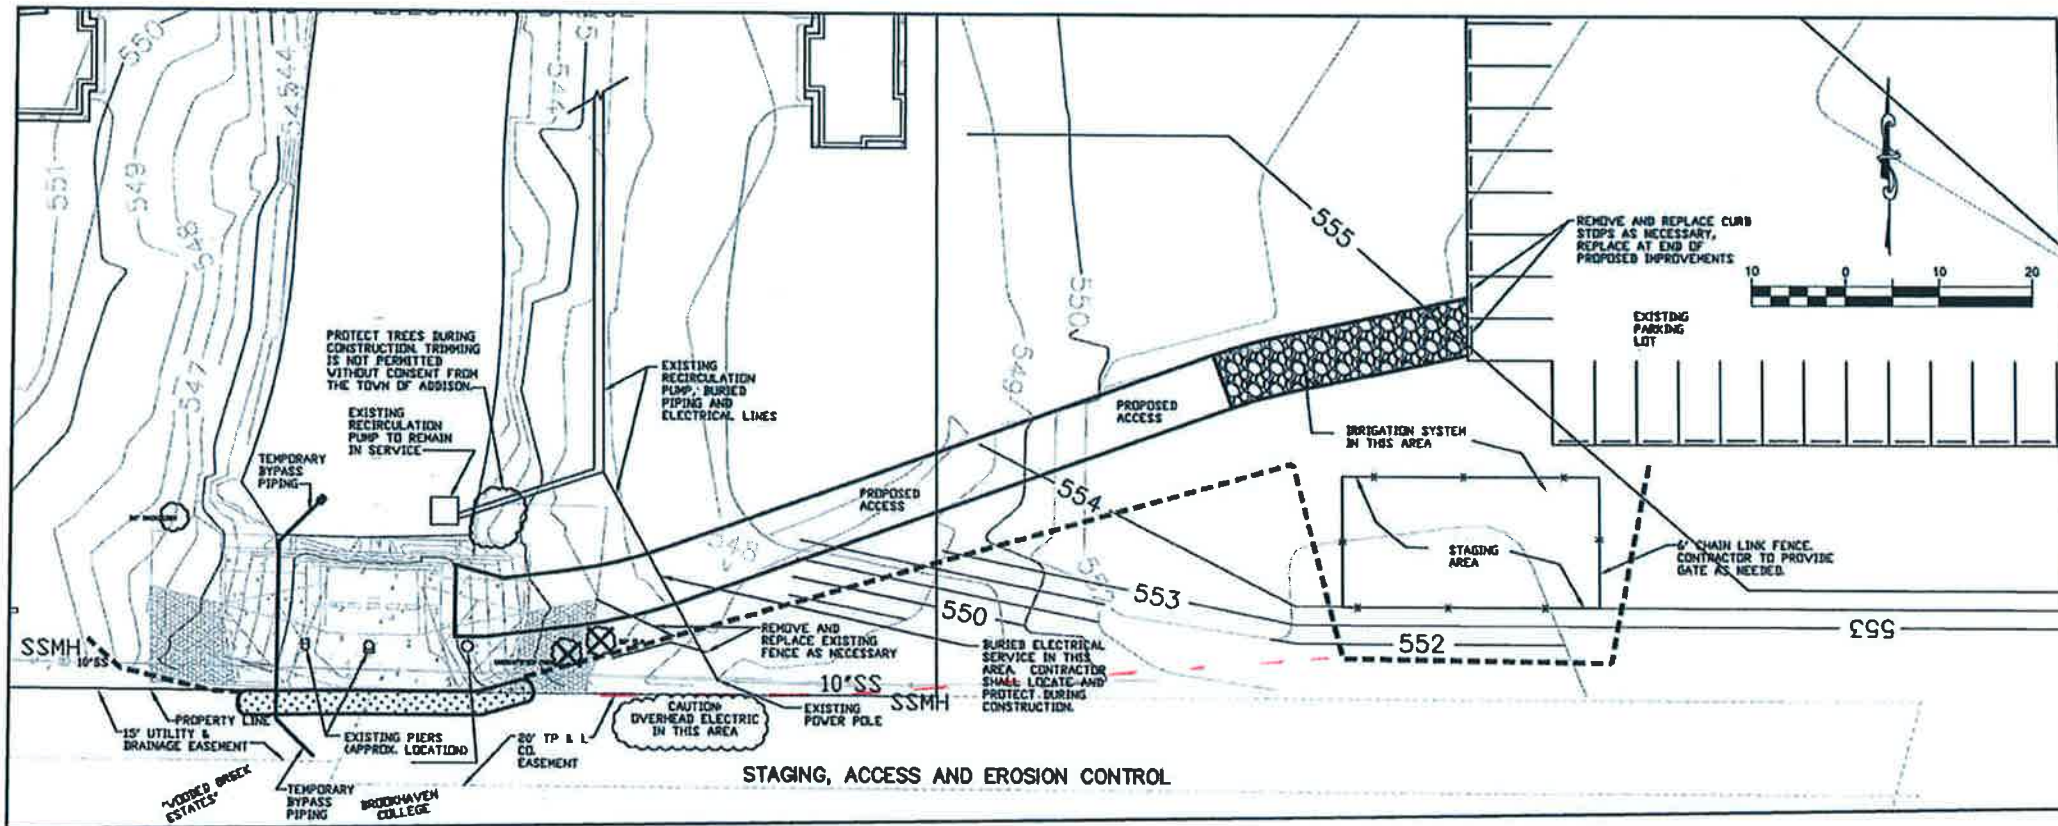 550
544
545
544
551
549
548
547
555
REMOVE AND REPLACE CURB
STOPS AS NECESSARY,
REPLACE AT END OF
PROPOSED IMPROVEMENTS
10 0 10 20
EXISTING
PARKING
LOT
550
549
PROTECT TREES DURING
CONSTRUCTION. TRIMMING
IS NOT PERMITTED
WITHOUT CONSENT FROM
THE TOWN OF ADDISON.
EXISTING
RECIRCULATION
PUMP TO REMAIN
IN SERVICE
EXISTING
RECIRCULATION
PUMP, BURIED
PIPING AND
ELECTRICAL LINES
TEMPORARY
BYPASS
PIPING
PROPOSED
ACCESS
PROPOSED
ACCESS
IRRIGATION SYSTEM
IN THIS AREA
554
548
STAGING
AREA
6' CHAIN LINK FENCE.
CONTRACTOR TO PROVIDE
GATE AS NEEDED.
553
550
552
553
SSMH
10"SS
REMOVE AND
REPLACE EXISTING
FENCE AS NECESSARY
BURIED ELECTRICAL
SERVICE IN THIS
AREA. CONTRACTOR
SHALL LOCATE AND
PROTECT DURING
CONSTRUCTION.
10"SS
SSMH
PROPERTY LINE
15' UTILITY &
DRAINAGE EASEMENT
EXISTING PIERS
(APPROX. LOCATION)
20' TP & L
CO.
EASEMENT
CAUTION:
OVERHEAD ELECTRIC
IN THIS AREA
EXISTING
POWER POLE
"WOODED CREEK
ESTATES"
TEMPORARY
BYPASS
PIPING
BROOKHAVEN
COLLEGE
STAGING, ACCESS AND EROSION CONTROL